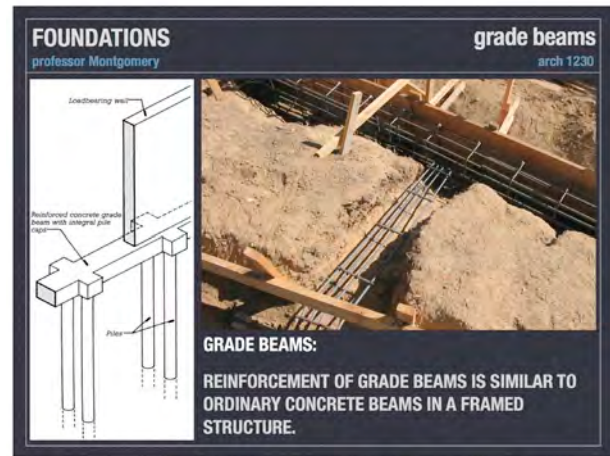 FOUNDATIONS
professor Montgomery
grade beams
arch 1230
Loadbearing wall
Reinforced concrete grade
beam with integral pile
caps
Piles
GRADE BEAMS:
REINFORCEMENT OF GRADE BEAMS IS SIMILAR TO
ORDINARY CONCRETE BEAMS IN A FRAMED
STRUCTURE.